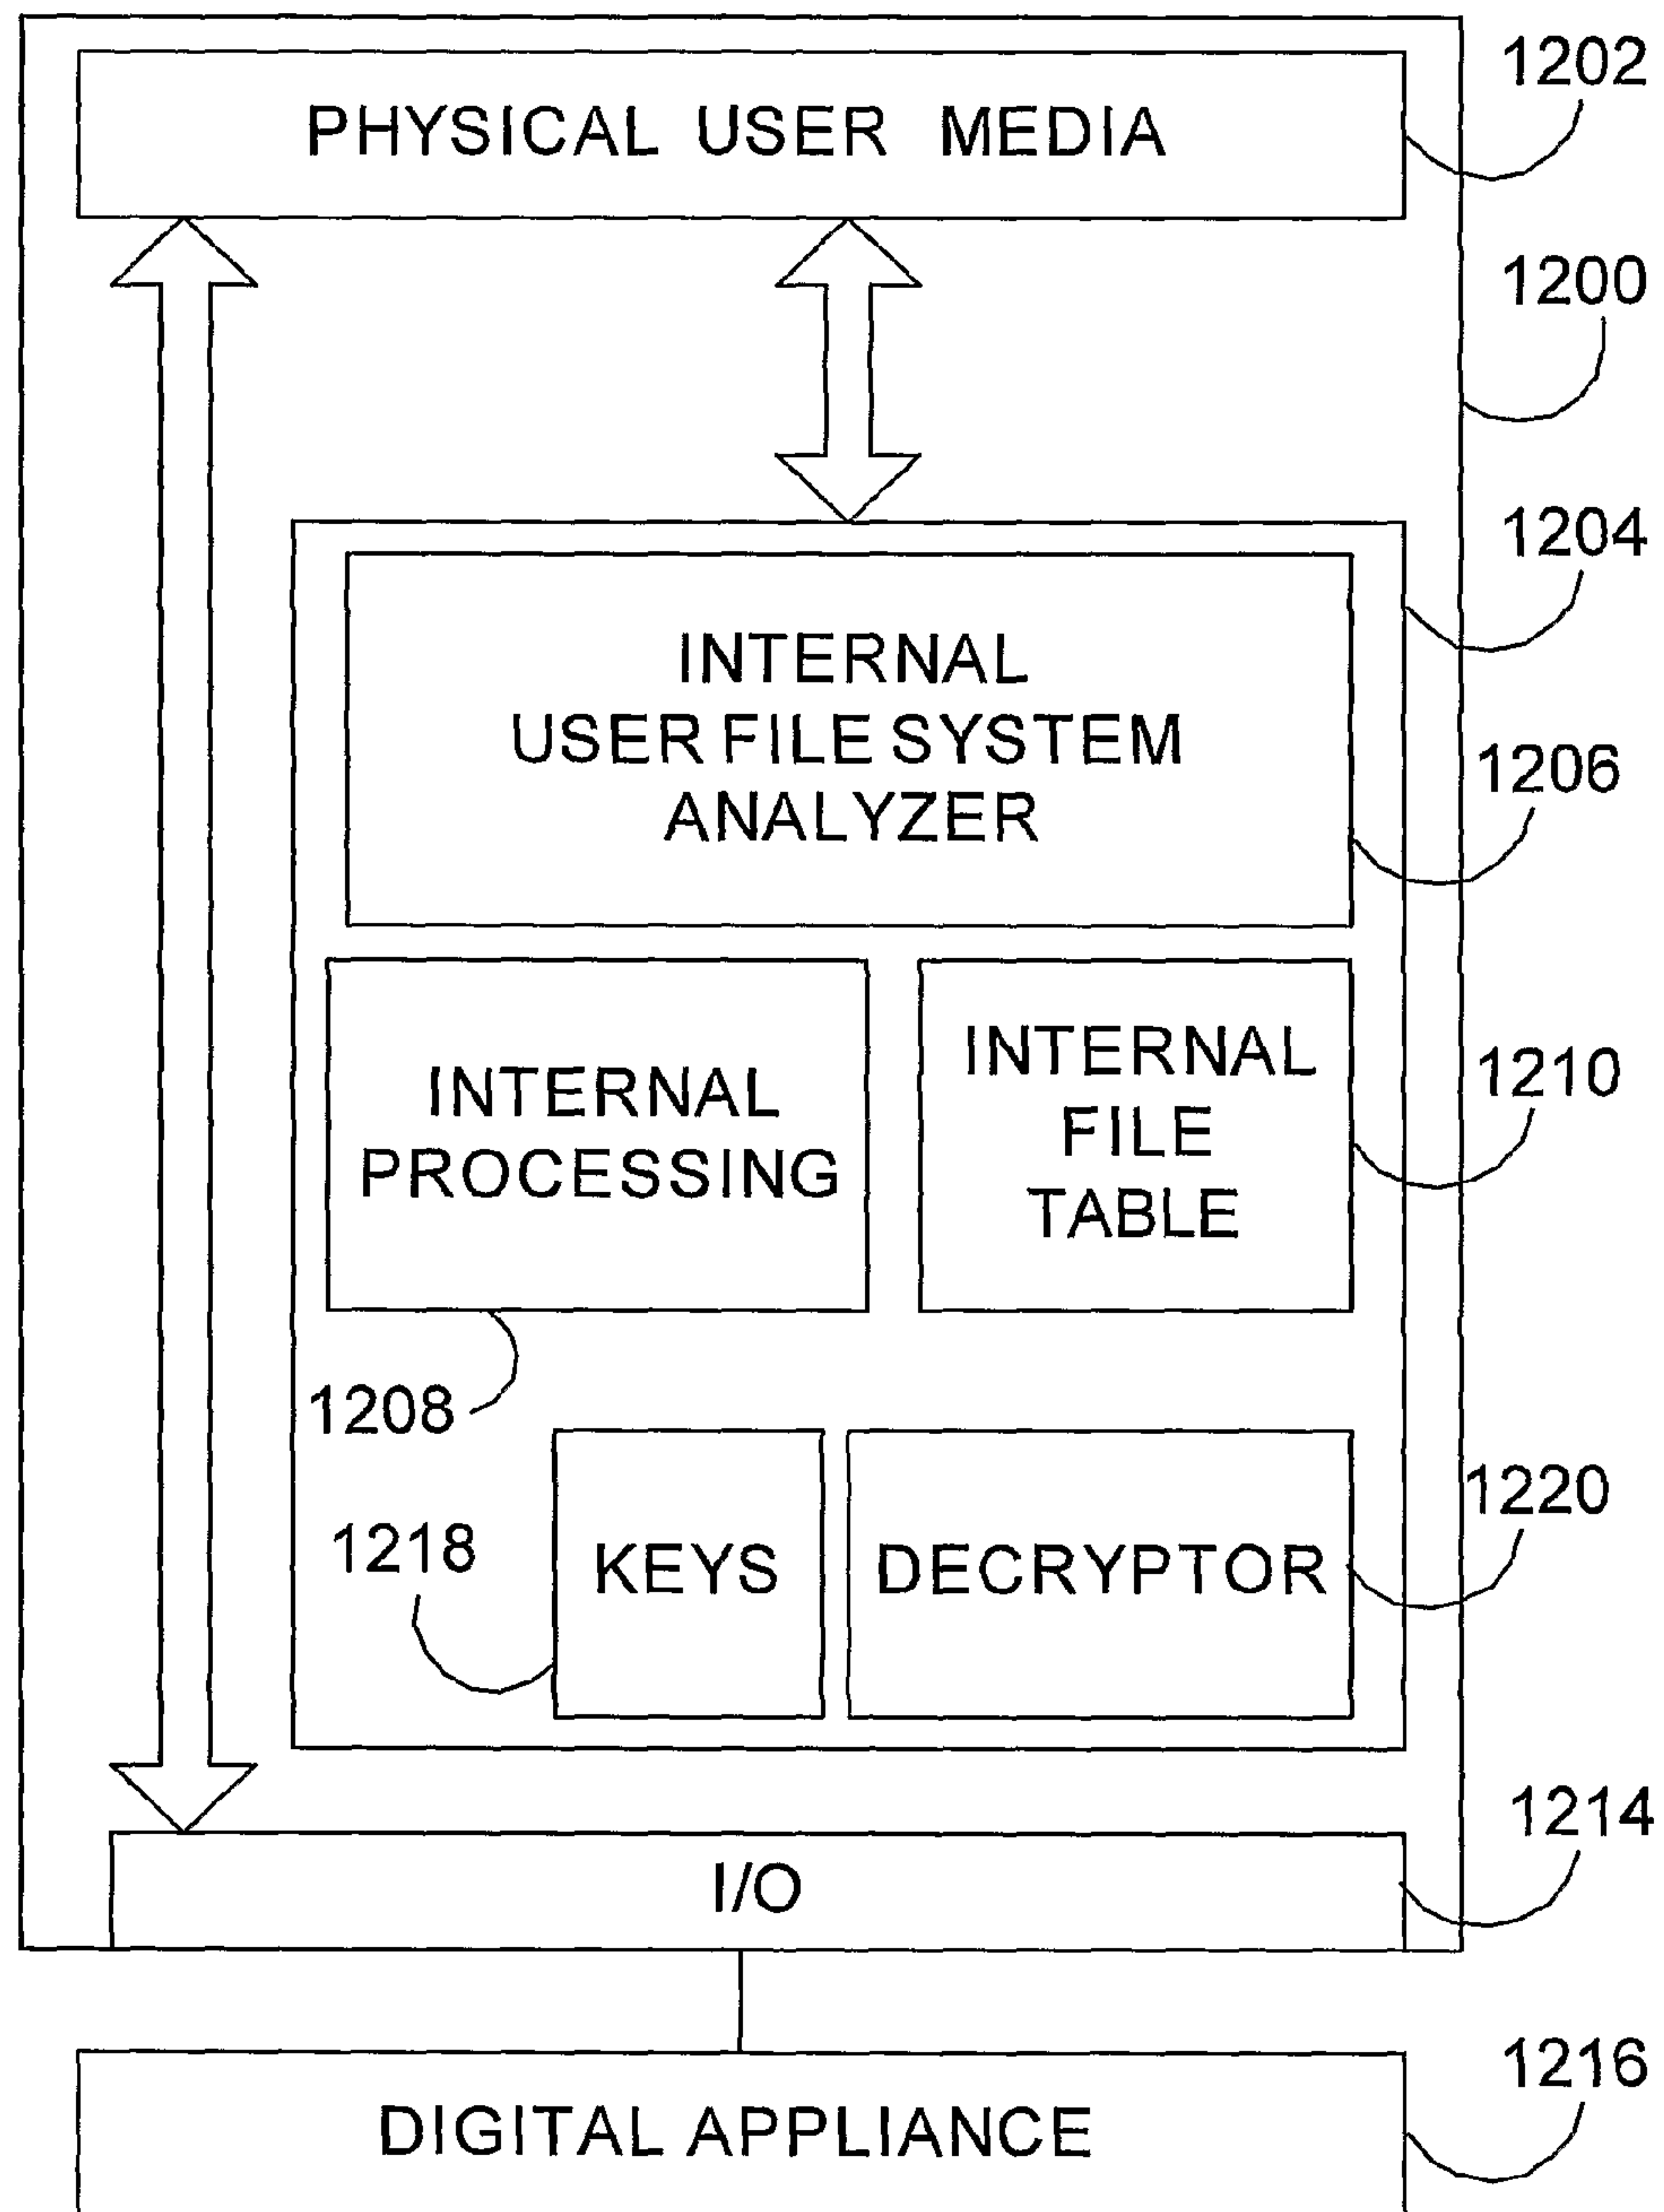 PHYSICAL USER MEDIA
1202
1200
1204
INTERNAL
USER FILE SYSTEM
ANALYZER
1206
INTERNAL
PROCESSING
1208
INTERNAL
FILE
TABLE
1210
1218
KEYS
DECRYPTOR
1220
I/O
1214
DIGITAL APPLIANCE
1216